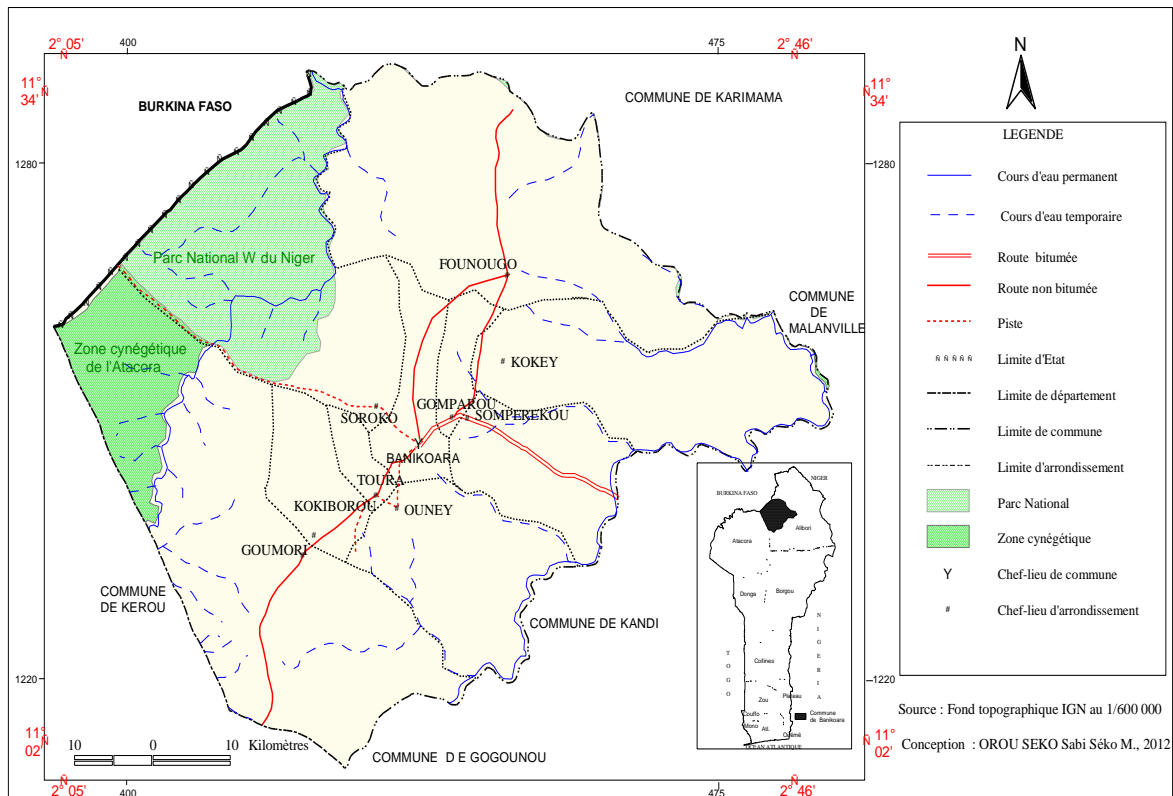 2° 05'
400
475
2° 46'
11°
34'
11°
34'
N
BURKINA FASO
COMMUNE DE KARIMAMA
1280
1280
Parc National W du Niger
FOUNOUGO
COMMUNE
DE
MALANVILLE
Zone cynégétique
de l'Atacora
KOKEY
GOMPAROU
SOMPEREKOU
SOROKO
BANIKOARA
TOURA
KOKIBOROU
OUNEY
GOUMORI
COMMUNE
DE KEROU
COMMUNE DE KANDI
1220
1220
11°
02'
11°
02'
10 0 10 Kilomètres
COMMUNE D E GOGOUNOU
2° 05'
400
475
2° 46'
LEGENDE
Cours d'eau permanent
Cours d'eau temporaire
Route bitumée
Route non bitumée
Piste
Limite d'Etat
Limite de département
Limite de commune
Limite d'arrondissement
Parc National
Zone cynégétique
Y Chef-lieu de commune
# Chef-lieu d'arrondissement
Source : Fond topographique IGN au 1/600 000
Conception : OROU SEKO Sabi Séko M., 2012
NIGER
BURKINA FASO
Atacora
Alibori
Donga
Borgou
NIGERIA
TOGO
Collines
Zou
Plateau
Couffo
Mono
Atl.
Ouémé
Commune
de Banikoara
OCEAN ATLANTIQUE